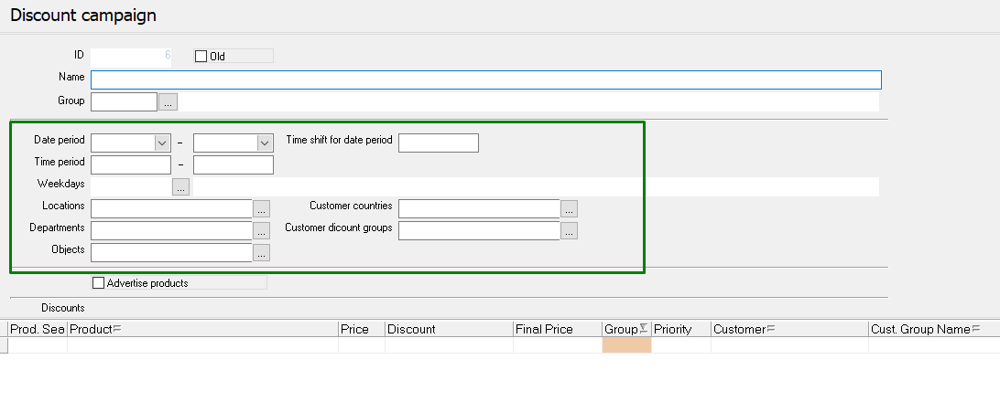 Discount campaign
ID 6 Old
Name
Group ...
Date period - Time shift for date period
Time period -
Weekdays ...
Locations ... Customer countries ...
Departments ... Customer dicount groups ...
Objects ...
Advertise products
Discounts
Prod. Sea Product Price Discount Final Price Group Priority Customer Cust. Group Name